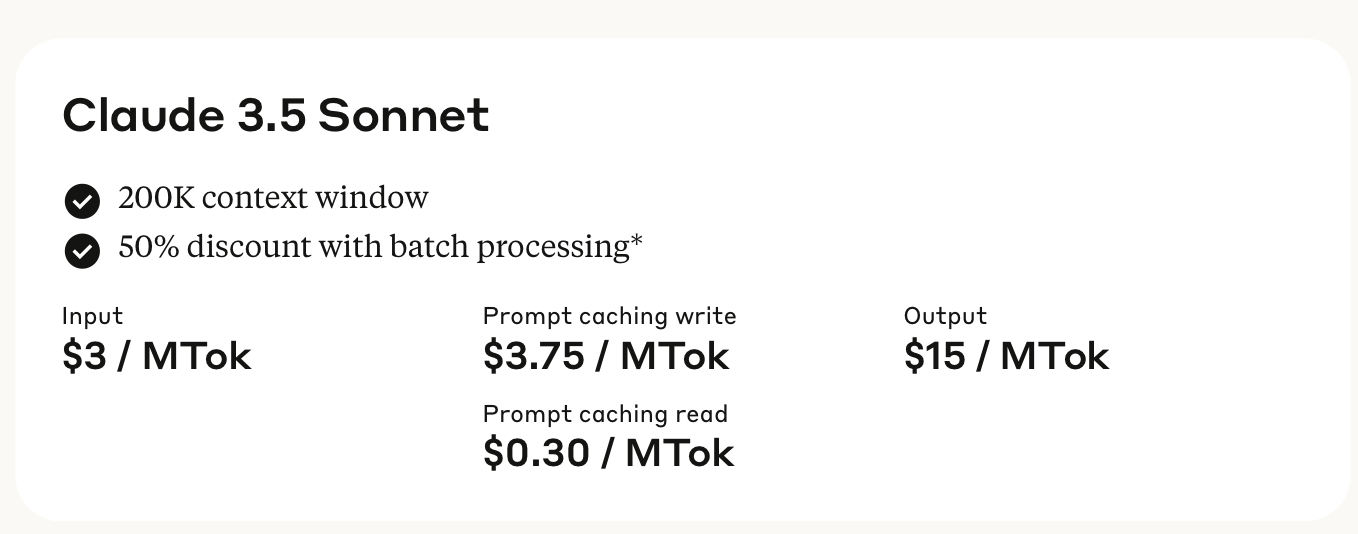 Claude 3.5 Sonnet
200K context window
50% discount with batch processing*
Input
$3 / MTok
Prompt caching write
$3.75 / MTok
Prompt caching read
$0.30 / MTok
Output
$15 / MTok